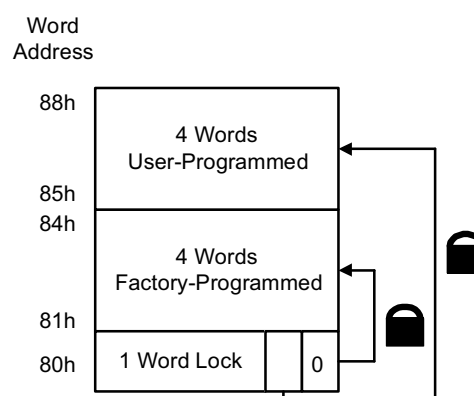 Word
Address
88h
4 Words
User-Programmed
85h
84h
4 Words
Factory-Programmed
81h
80h
1 Word Lock
0